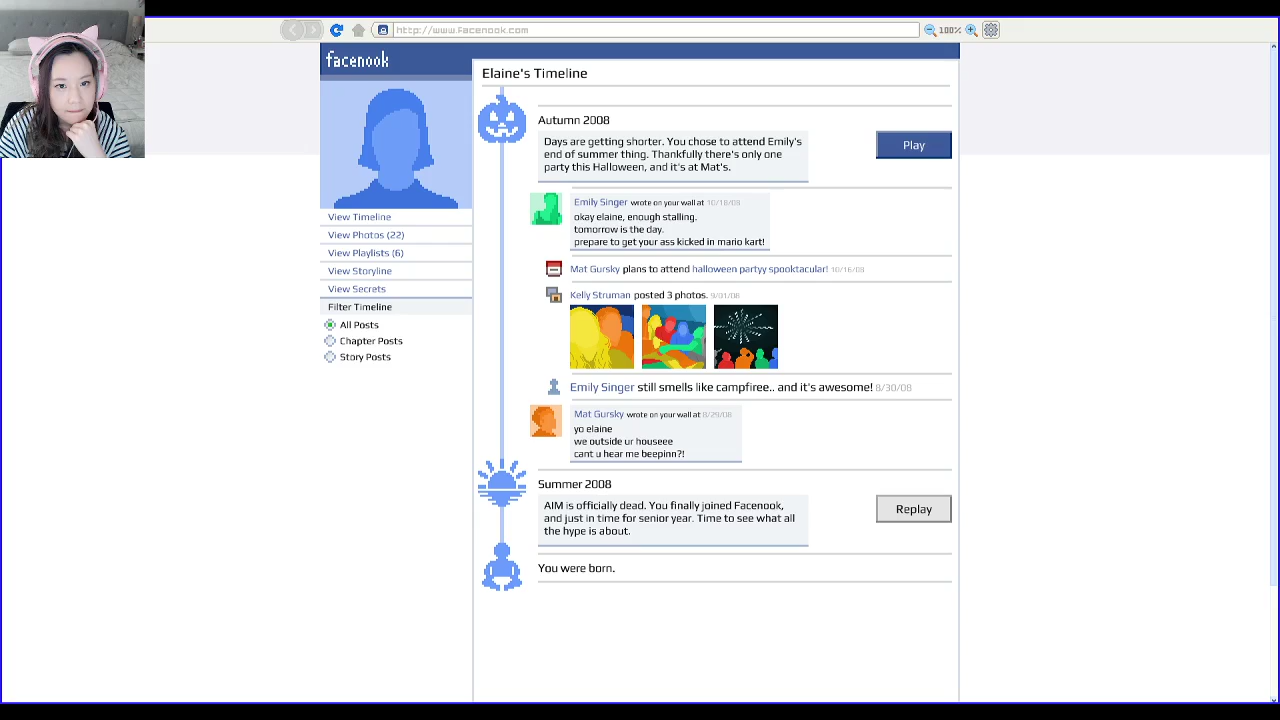 http://www.Facenook.com
100%
facenook
Elaine's Timeline
Autumn 2008
Days are getting shorter. You chose to attend Emily's
end of summer thing. Thankfully there's only one
party this Halloween, and it's at Mat's.
Play
Emily Singer wrote on your wall at 10/18/08
okay elaine, enough stalling.
tomorrow is the day.
prepare to get your ass kicked in mario kart!
View Timeline
View Photos (22)
View Playlists (6)
View Storyline
View Secrets
Filter Timeline
All Posts
Chapter Posts
Story Posts
Mat Gursky plans to attend halloween partyy spooktacular! 10/16/08
Kelly Struman posted 3 photos. 9/01/08
Emily Singer still smells like campfiree.. and it's awesome! 8/30/08
Mat Gursky wrote on your wall at 8/29/08
yo elaine
we outside ur houseee
cant u hear me beepinn?!
Summer 2008
AIM is officially dead. You finally joined Facenook,
and just in time for senior year. Time to see what all
the hype is about.
Replay
You were born.